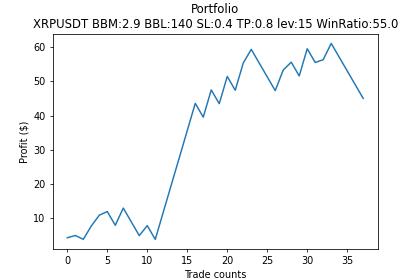 Portfolio
XRPUSDT BBM:2.9 BBL:140 SL:0.4 TP:0.8 lev:15 WinRatio:55.0
60
50
40
30
20
10
Profit ($)
0 5 10 15 20 25 30 35
Trade counts